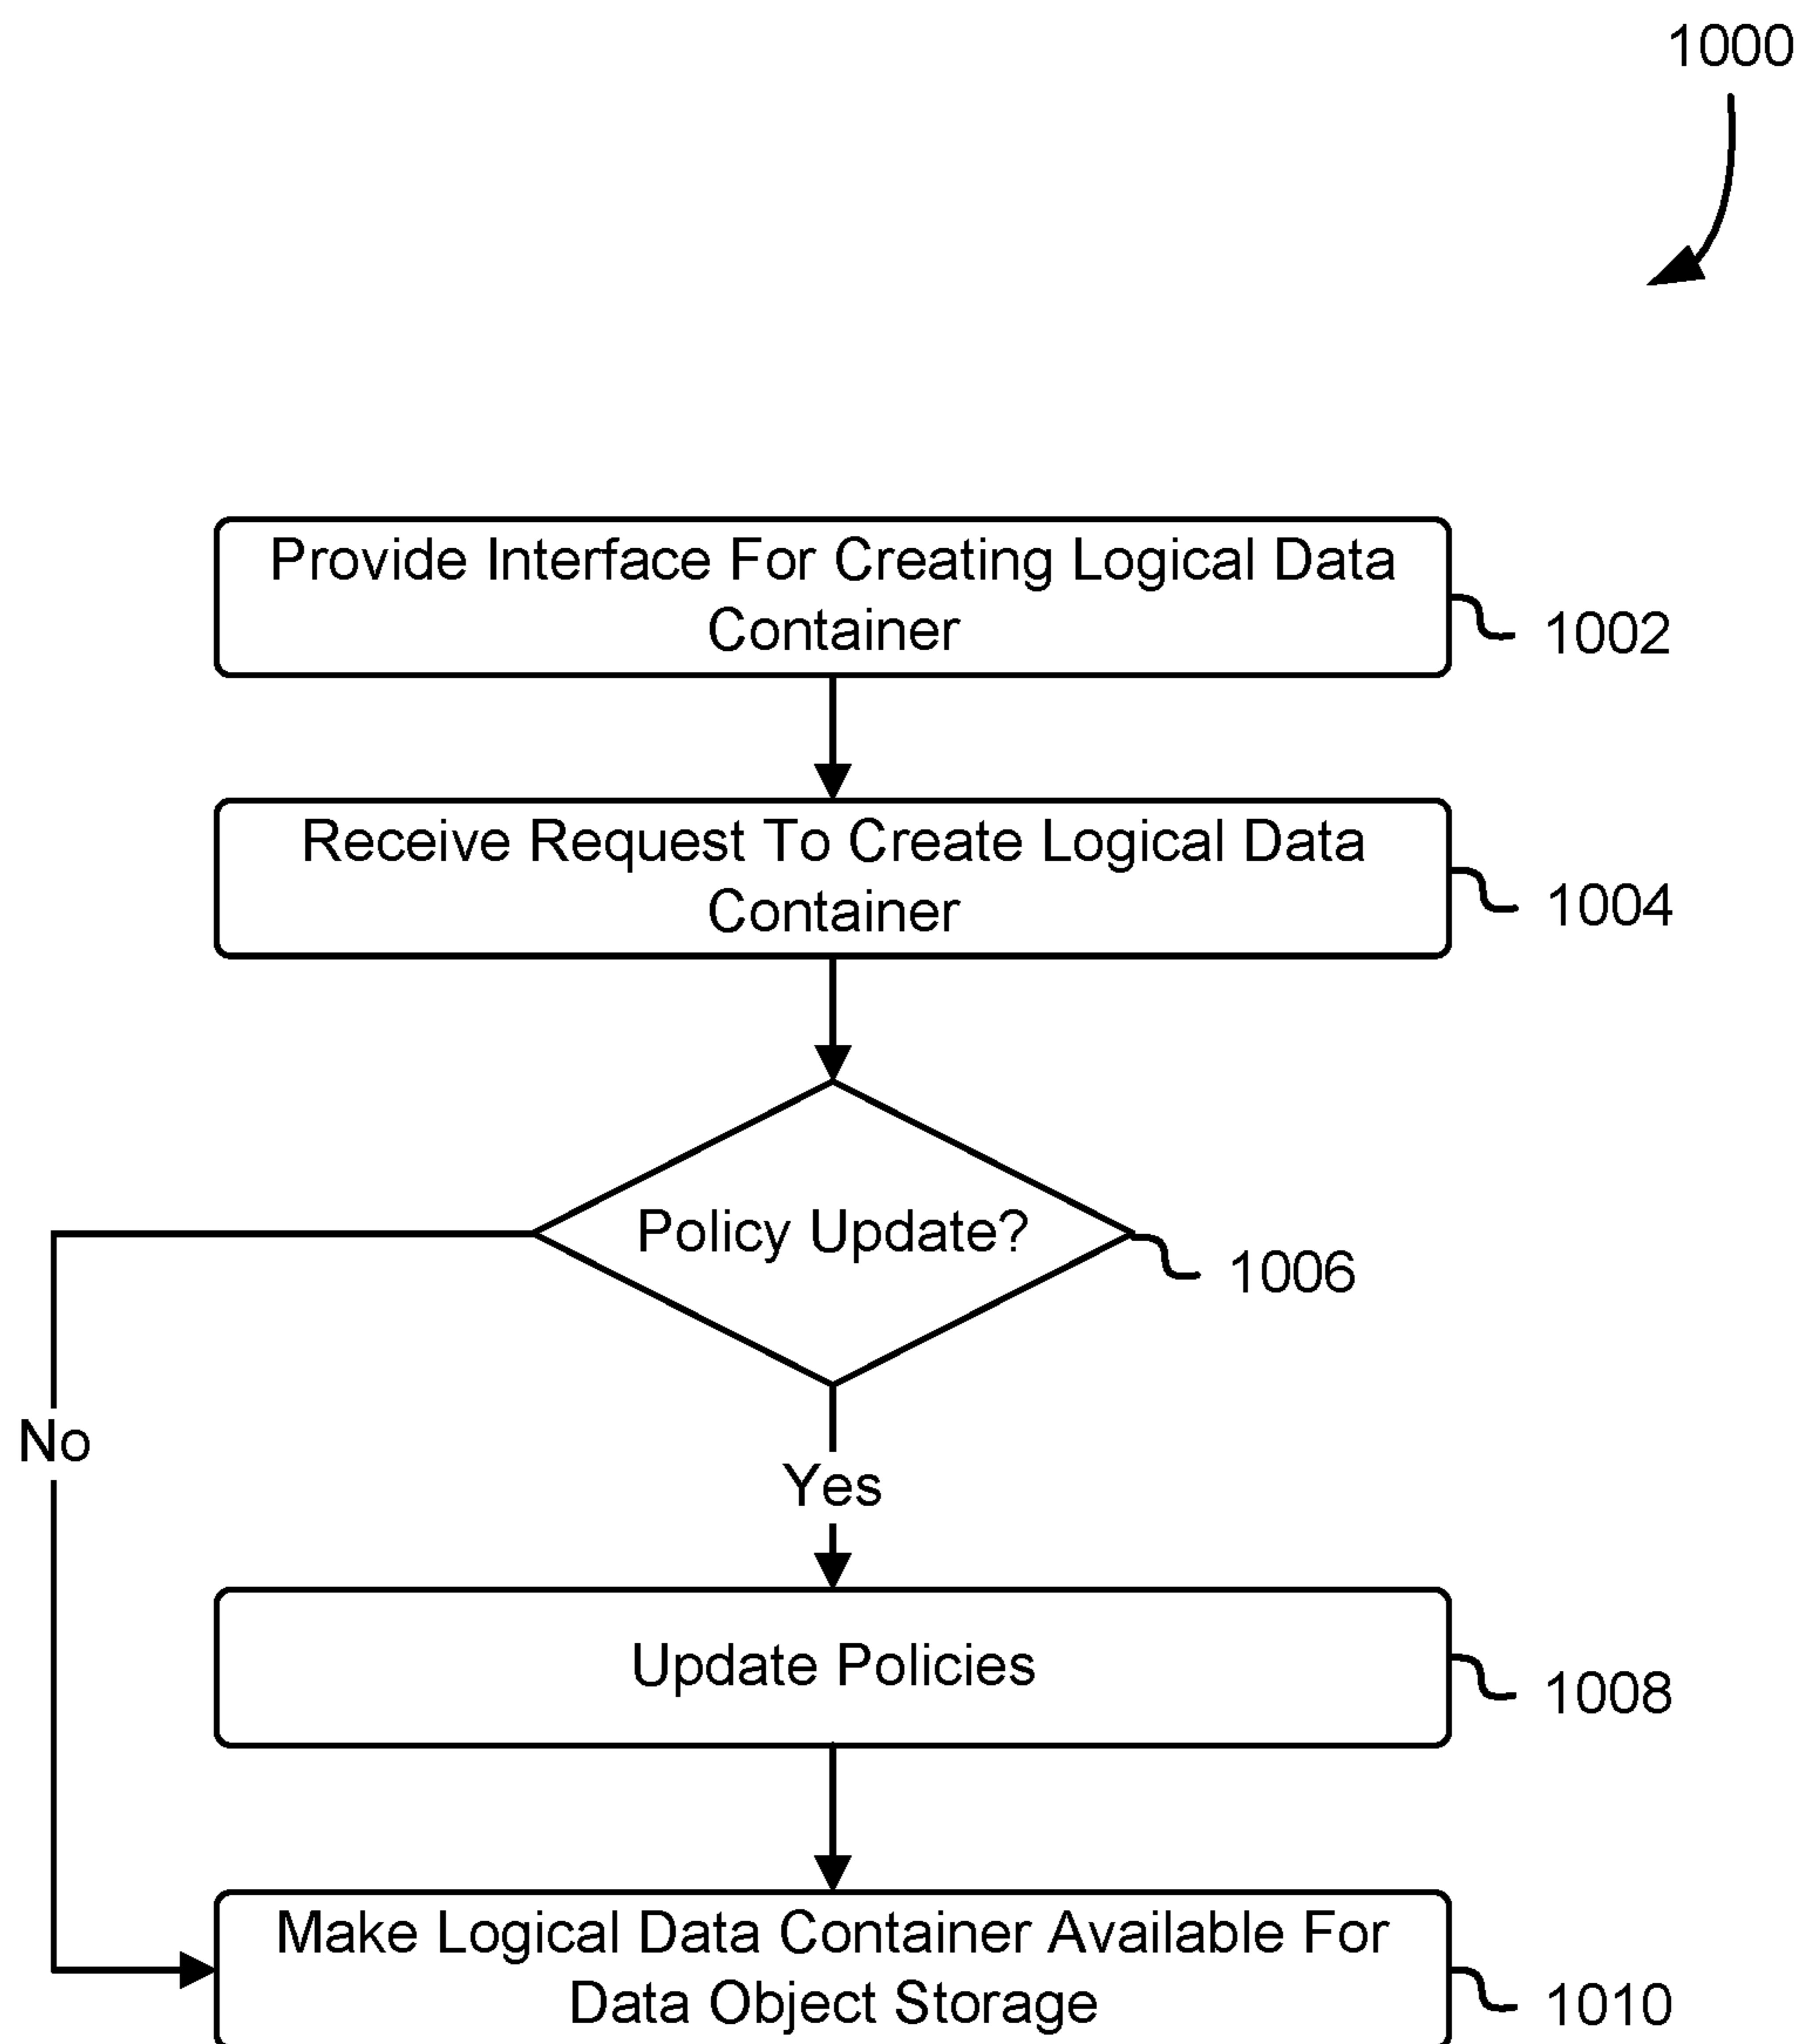 1000
Provide Interface For Creating Logical Data
Container
1002
Receive Request To Create Logical Data
Container
1004
Policy Update?
1006
No
Yes
Update Policies
1008
Make Logical Data Container Available For
Data Object Storage
1010